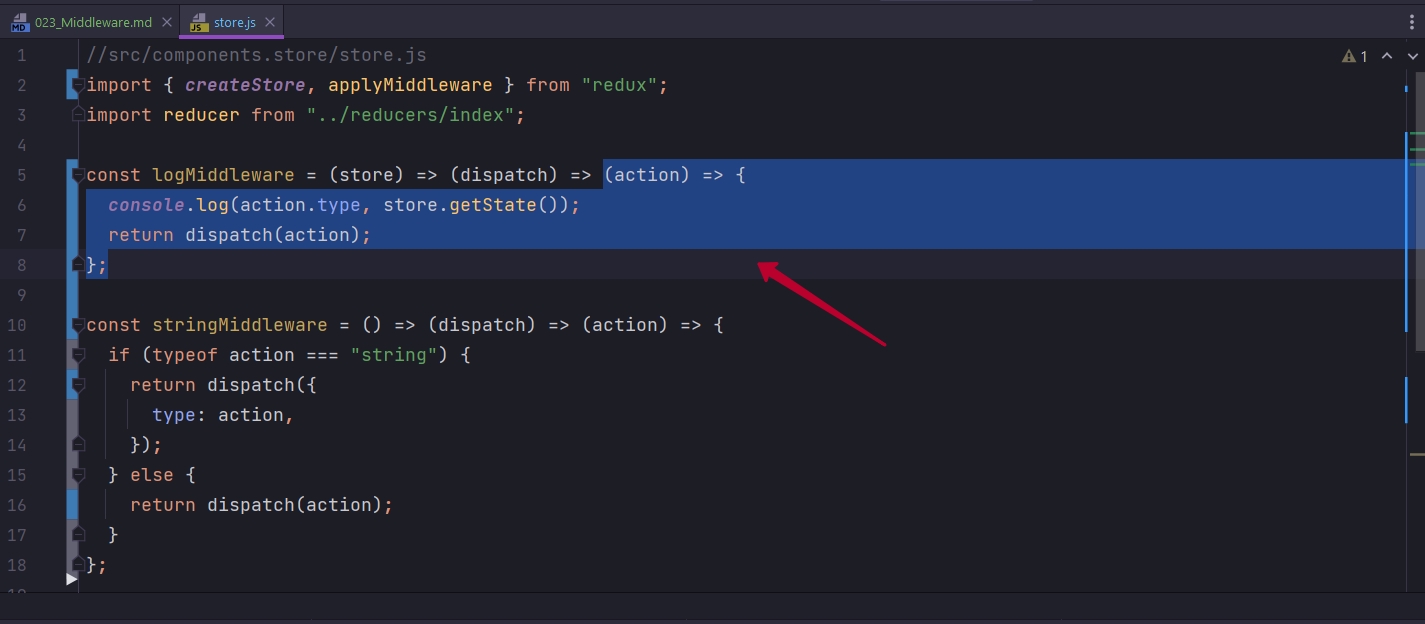 023_Middleware.md
store.js
1 //src/components.store/store.js
1
2 import { createStore, applyMiddleware } from "redux";
3 import reducer from "../reducers/index";
4
5 const logMiddleware = (store) => (dispatch) => (action) => {
6   console.log(action.type, store.getState());
7   return dispatch(action);
8 };
9
10 const stringMiddleware = () => (dispatch) => (action) => {
11   if (typeof action === "string") {
12     return dispatch({
13       type: action,
14     });
15   } else {
16     return dispatch(action);
17   }
18 };